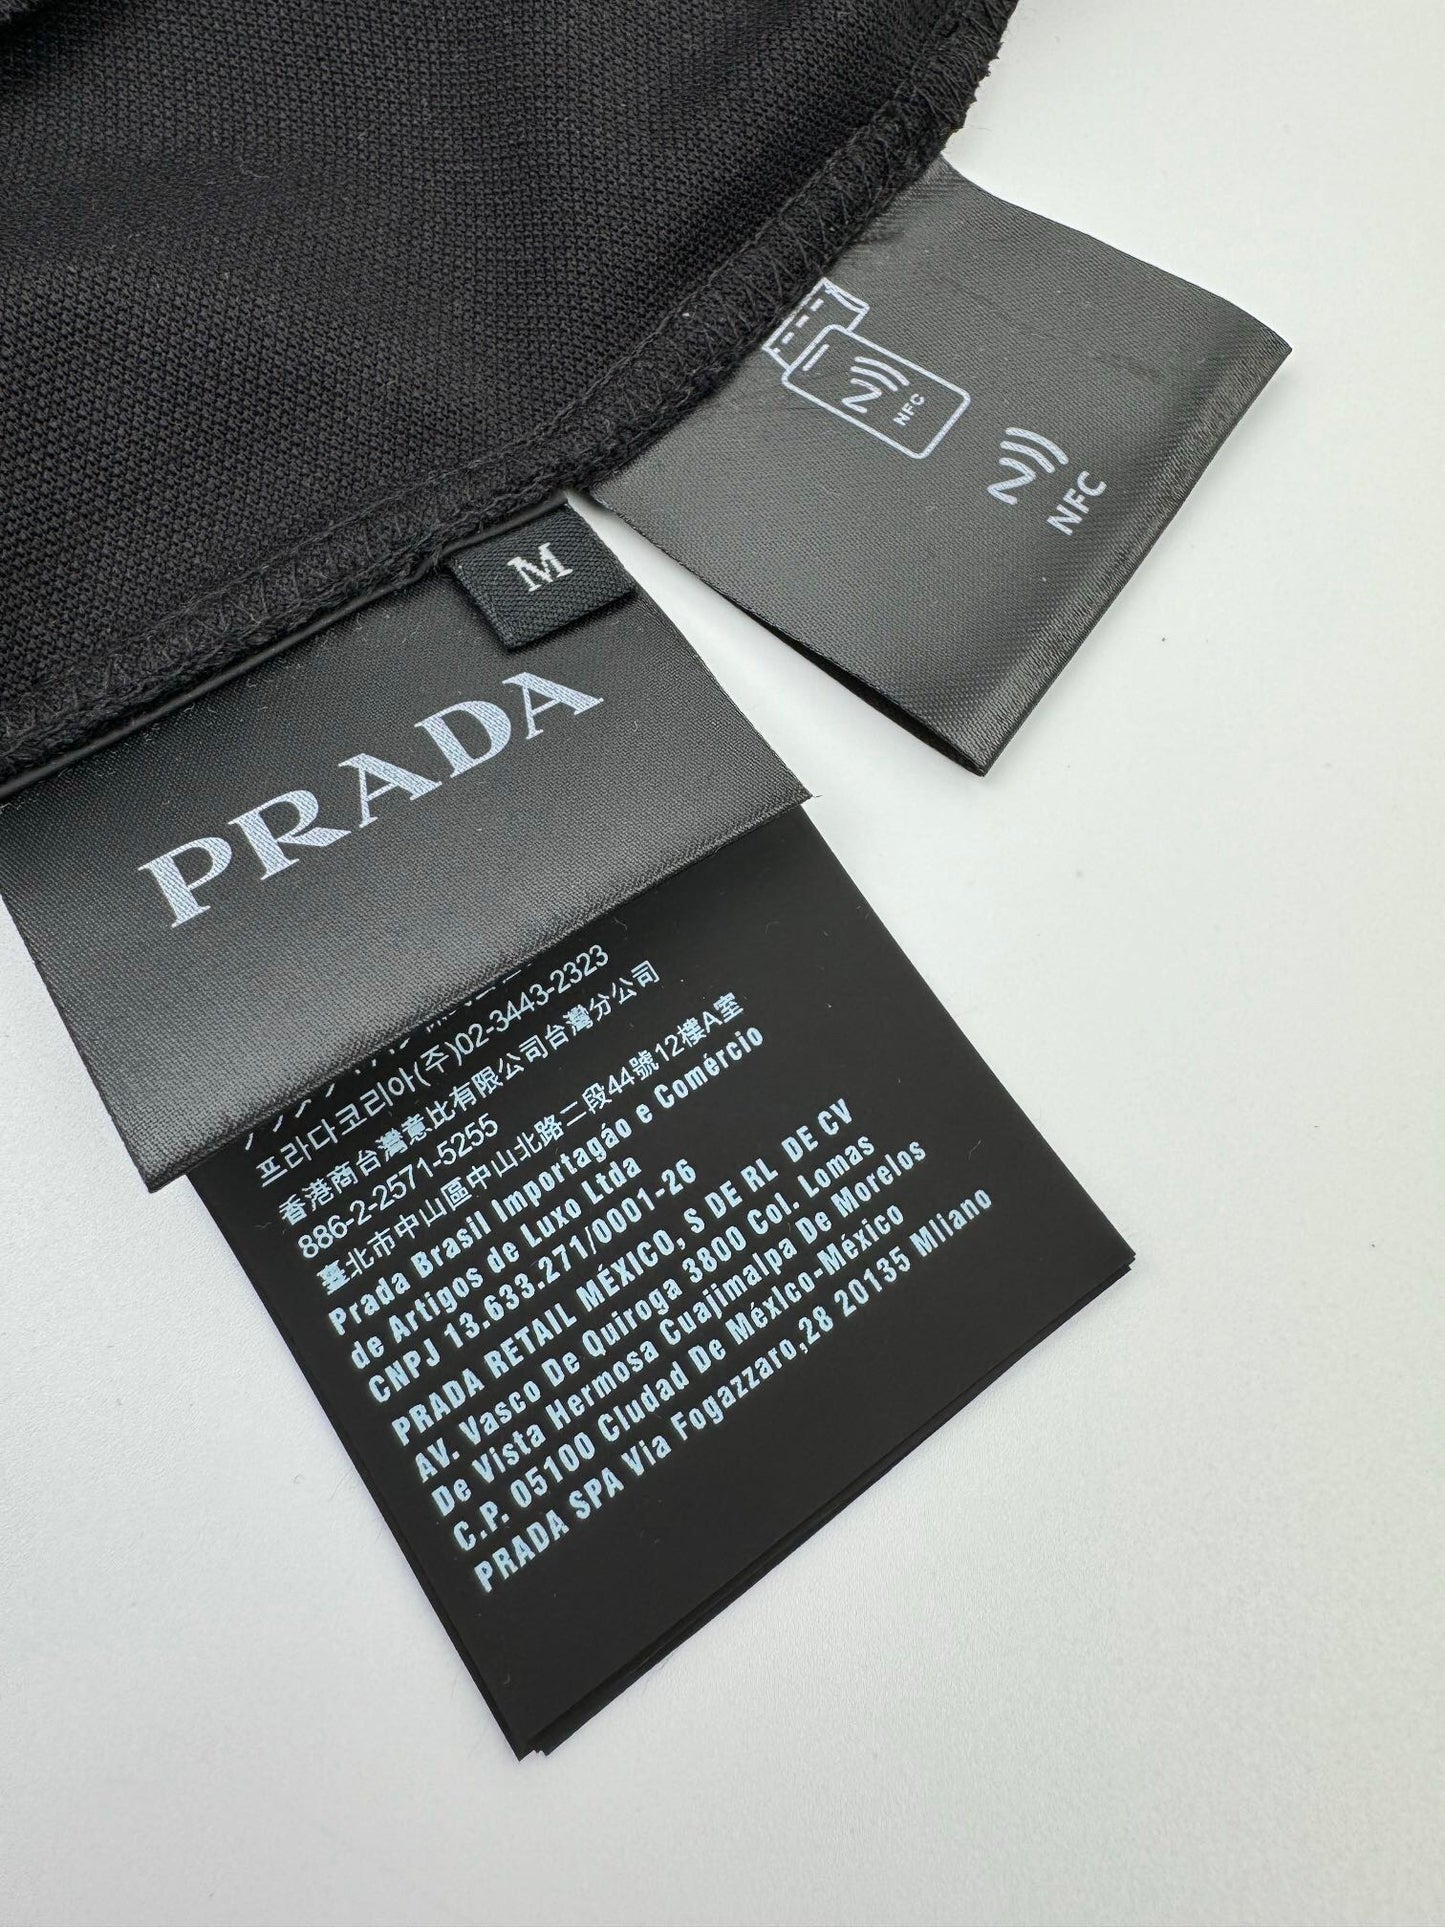 NFC
NFC
M
PRADA
프라다코리아(주)02-3443-2323
香港商台灣意比有限公司台灣分公司
886-2-2571-5255
臺北市中山區中山北路二段44號12樓A室
Prada Brasil Importagáo e Comércio
de Artigos de Luxo Ltda
CNPJ 13.633.271/0001-26
PRADA RETAIL MÉXICO, S DE RL DE CV
AV. Vasco De Quiroga 3800 Col. Lomas
De Vista Hermosa Cuajimalpa De Morelos
C.P. 05100 Cludad De México-México
PRADA SPA Via Fogazzaro,28 20135 Mliano